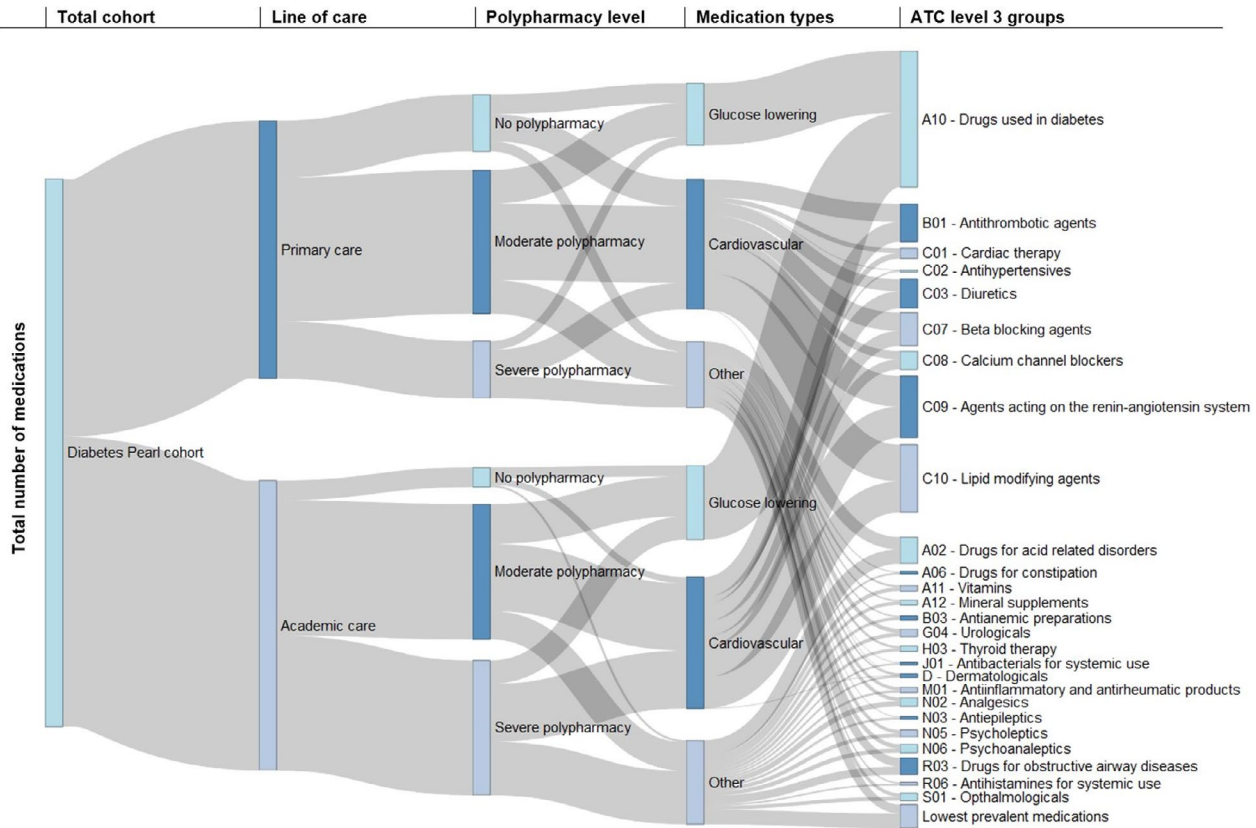 Total cohort
Line of care
Polypharmacy level
Medication types
ATC level 3 groups
Total number of medications
Diabetes Pearl cohort
Primary care
Academic care
No polypharmacy
Moderate polypharmacy
Severe polypharmacy
No polypharmacy
Moderate polypharmacy
Severe polypharmacy
Glucose lowering
Cardiovascular
Other
Glucose lowering
Cardiovascular
Other
A10 - Drugs used in diabetes
B01 - Antithrombotic agents
C01 - Cardiac therapy
C02 - Antihypertensives
C03 - Diuretics
C07 - Beta blocking agents
C08 - Calcium channel blockers
C09 - Agents acting on the renin-angiotensin system
C10 - Lipid modifying agents
A02 - Drugs for acid related disorders
A06 - Drugs for constipation
A11 - Vitamins
A12 - Mineral supplements
B03 - Antianemic preparations
G04 - Urologicals
H03 - Thyroid therapy
J01 - Antibacterials for systemic use
D - Dermatologicals
M01 - Antiinflammatory and antirheumatic products
N02 - Analgesics
N03 - Antiepileptics
N05 - Psycholeptics
N06 - Psychoanaleptics
R03 - Drugs for obstructive airway diseases
R06 - Antihistamines for systemic use
S01 - Opthalmologicals
Lowest prevalent medications